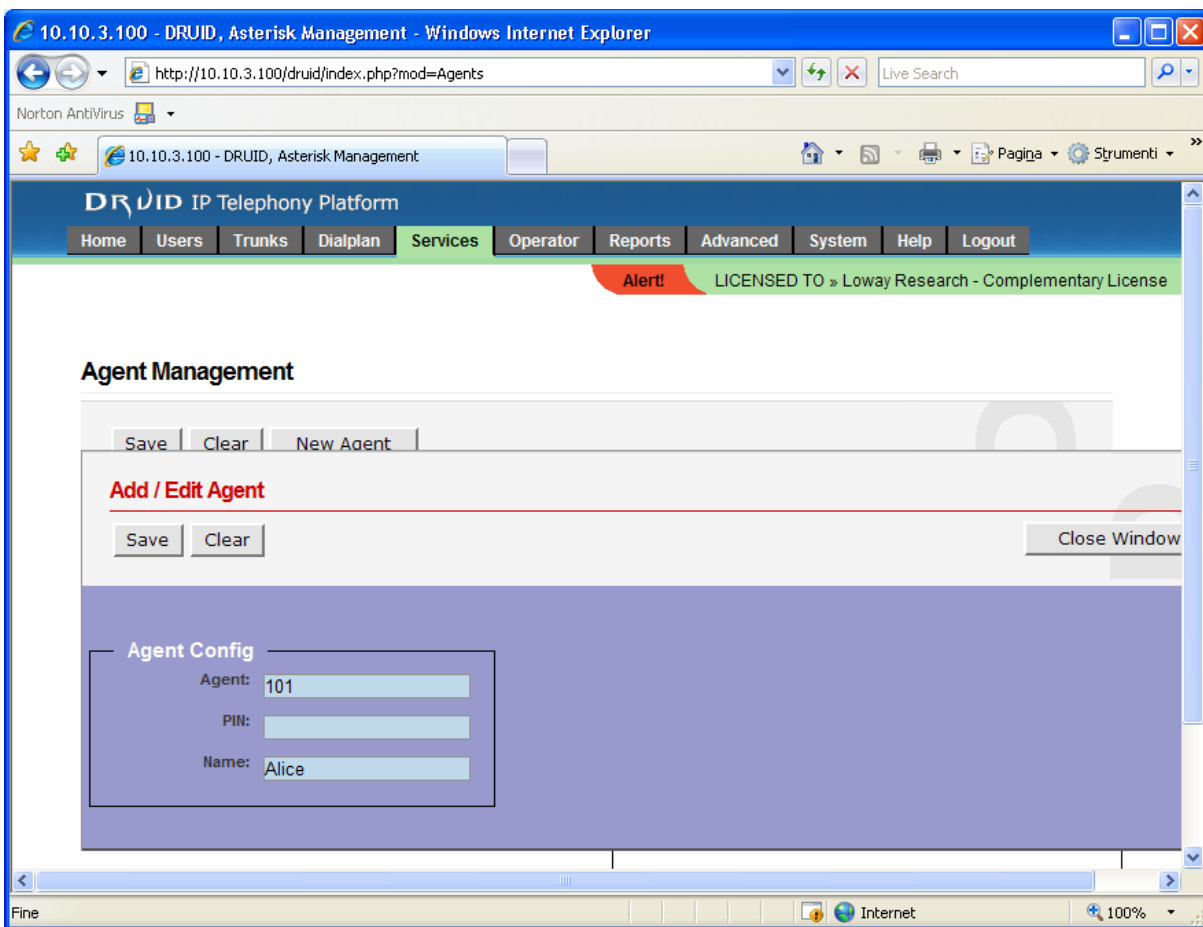 10.10.3.100 - DRUID, Asterisk Management - Windows Internet Explorer
http://10.10.3.100/druid/index.php?mod=Agents
Live Search
Norton AntiVirus
10.10.3.100 - DRUID, Asterisk Management
Pagina
Strumenti
»
DRUID IP Telephony Platform
Home Users Trunks Dialplan Services Operator Reports Advanced System Help Logout
Alert! LICENSED TO » Loway Research - Complementary License
Agent Management
Save Clear New Agent
Add / Edit Agent
Save Clear Close Window
Agent Config
Agent: 101
PIN:
Name: Alice
Fine Internet 100%